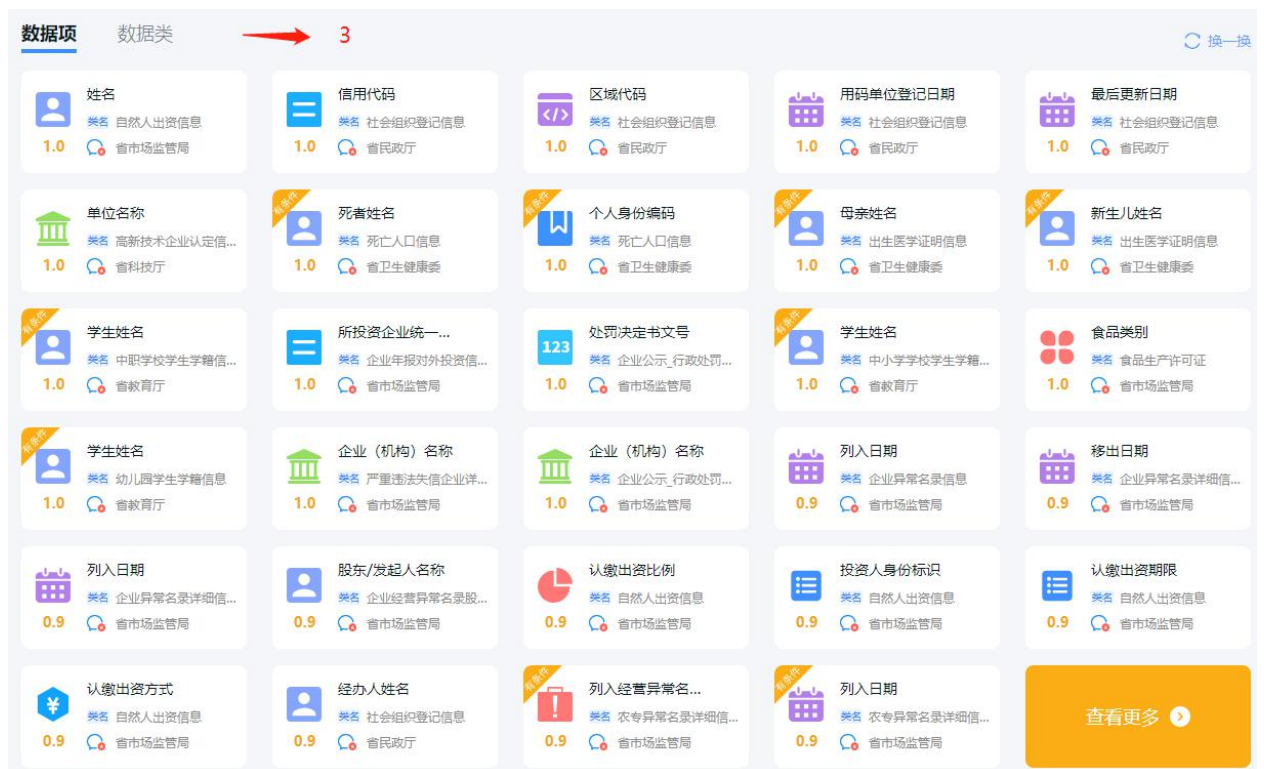 数据项 数据类 3 换一换
姓名 信用代码 区域代码 用码单位登记日期 最后更新日期
类名 自然人出资信息 类名 社会组织登记信息 类名 社会组织登记信息 类名 社会组织登记信息 类名 社会组织登记信息
1.0 省市场监管局 1.0 省民政厅 1.0 省民政厅 1.0 省民政厅 1.0 省民政厅
单位名称 有条件 死者姓名 有条件 个人身份编码 有条件 母亲姓名 有条件 新生儿姓名
类名 高新技术企业认定信... 类名 死亡人口信息 类名 死亡人口信息 类名 出生医学证明信息 类名 出生医学证明信息
1.0 省科技厅 1.0 省卫生健康委 1.0 省卫生健康委 1.0 省卫生健康委 1.0 省卫生健康委
有条件 学生姓名 所投资企业统一... 处罚决定书文号 有条件 学生姓名 食品类别
类名 中职学校学生学籍信... 类名 企业年报对外投资信... 123 类名 企业公示_行政处罚... 类名 中小学学校学生学籍... 类名 食品生产许可证
1.0 省教育厅 1.0 省市场监管局 1.0 省市场监管局 1.0 省教育厅 1.0 省市场监管局
有条件 学生姓名 企业（机构）名称 企业（机构）名称 列入日期 移出日期
类名 幼儿园学生学籍信息 类名 严重违法失信企业详... 类名 企业公示_行政处罚... 类名 企业异常名录信息 类名 企业异常名录详细信...
1.0 省教育厅 1.0 省市场监管局 1.0 省市场监管局 0.9 省市场监管局 0.9 省市场监管局
列入日期 股东/发起人名称 认缴出资比例 投资人身份标识 认缴出资期限
类名 企业异常名录详细信... 类名 企业经营异常名录股... 类名 自然人出资信息 类名 自然人出资信息 类名 自然人出资信息
0.9 省市场监管局 0.9 省市场监管局 0.9 省市场监管局 0.9 省市场监管局 0.9 省市场监管局
认缴出资方式 经办人姓名 有条件 列入经营异常名... 有条件 列入日期
类名 自然人出资信息 类名 社会组织登记信息 类名 农专异常名录详细信... 类名 农专异常名录详细信... 查看更多
0.9 省市场监管局 0.9 省民政厅 0.9 省市场监管局 0.9 省市场监管局